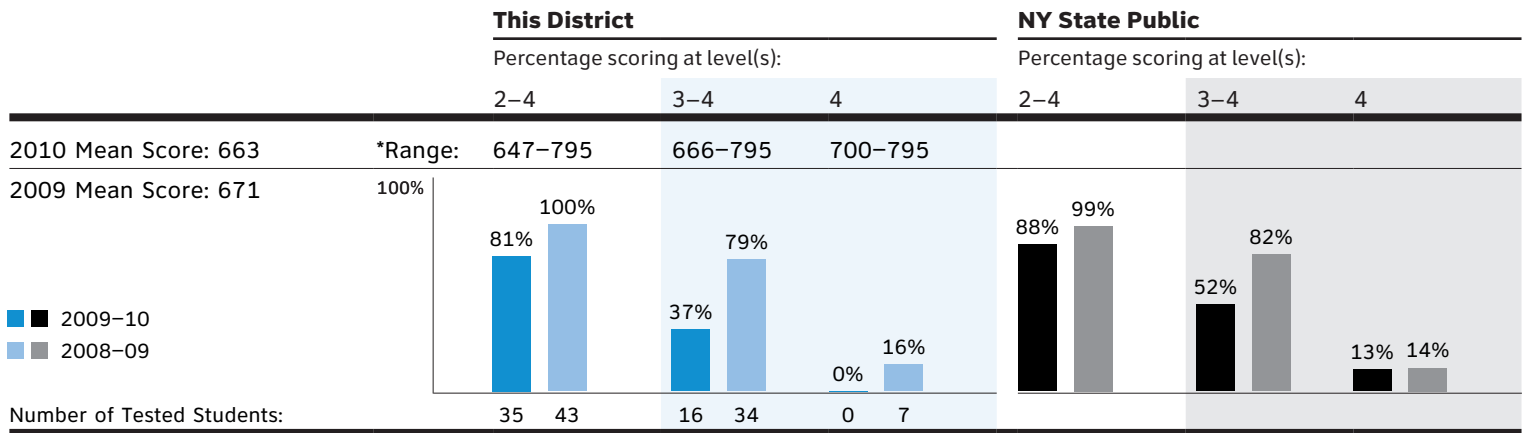 This District NY State Public
Percentage scoring at level(s): Percentage scoring at level(s):
2–4 3–4 4 2–4 3–4 4
2010 Mean Score: 663 *Range: 647–795 666–795 700–795
2009 Mean Score: 671 100%
81% 100% 37% 79% 0% 16% 88% 99% 52% 82% 13% 14%
2009–10
2008–09
Number of Tested Students: 35 43 16 34 0 7